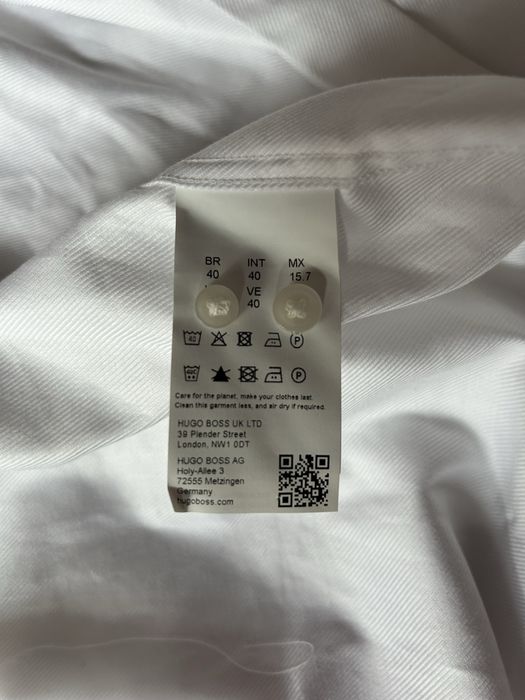 BR INT MX
40 40 15.7
VE
40
40
P
40C
P
Care for the planet, make your clothes last.
Clean this garment less, and air dry if required.
HUGO BOSS UK LTD
39 Plender Street
London, NW1 0DT
HUGO BOSS AG
Holy-Allee 3
72555 Metzingen
Germany
hugoboss.com